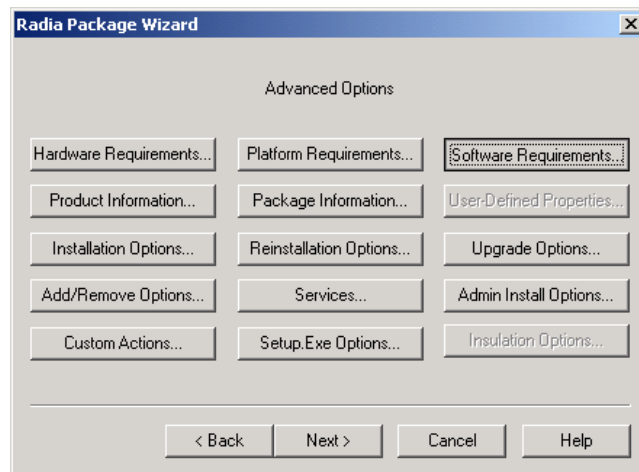 Radia Package Wizard
Advanced Options
Hardware Requirements... Platform Requirements... Software Requirements...
Product Information... Package Information... User-Defined Properties...
Installation Options... Reinstallation Options... Upgrade Options...
Add/Remove Options... Services... Admin Install Options...
Custom Actions... Setup.Exe Options... Insulation Options...
< Back Next > Cancel Help